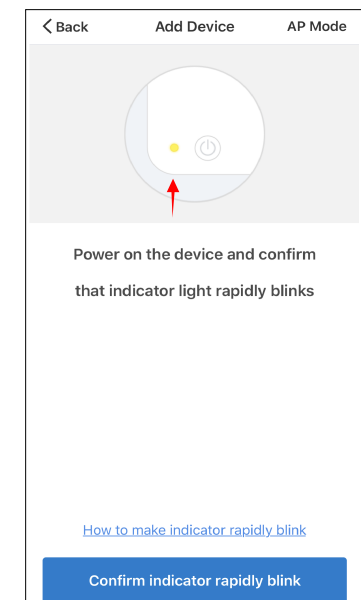 Back Add Device AP Mode
Power on the device and confirm
that indicator light rapidly blinks
How to make indicator rapidly blink
Confirm indicator rapidly blink